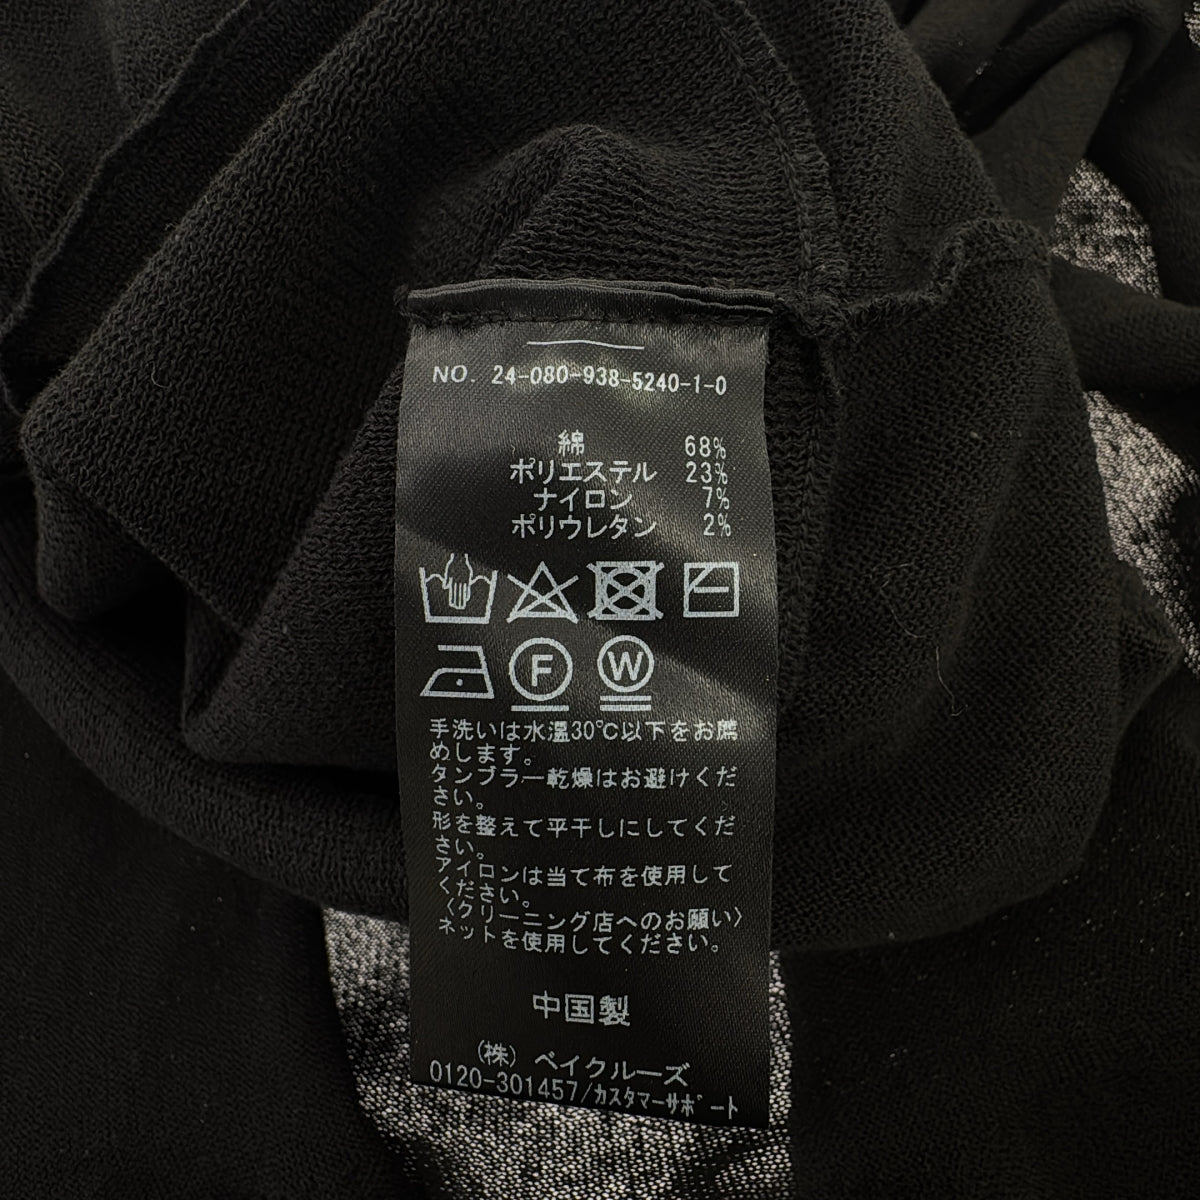 NO. 24-080-938-5240-1-0
綿 68%
ポリエステル 23%
ナイロン 7%
ポリウレタン 2%
F W
手洗いは水温30℃以下をお薦
めします。
タンブラー乾燥はお避けくだ
さい。
形を整えて平干しにしてくだ
さい。
アイロンは当て布を使用して
ください。
〈クリーニング店へのお願い〉
ネットを使用してください。
中国製
(株) ベイクルーズ
0120-301457/カスタマーサポート